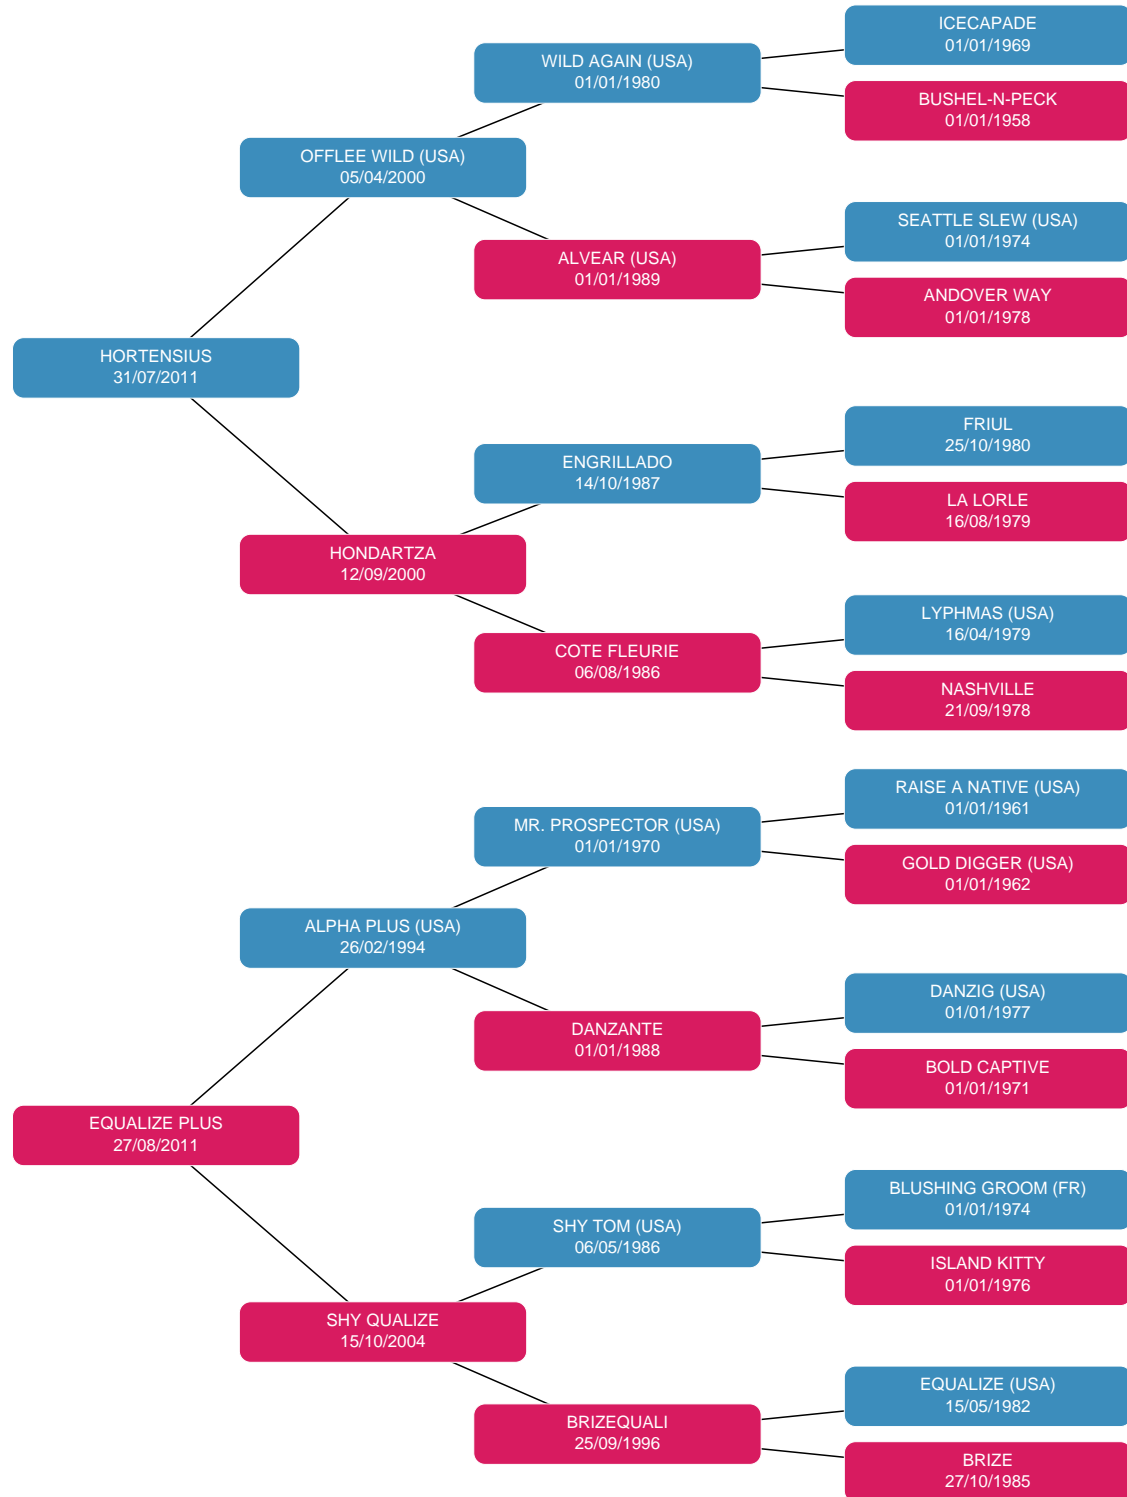 ICECAPADE
01/01/1969
WILD AGAIN (USA)
01/01/1980
BUSHEL-N-PECK
01/01/1958
OFFLEE WILD (USA)
05/04/2000
SEATTLE SLEW (USA)
01/01/1974
ALVEAR (USA)
01/01/1989
ANDOVER WAY
01/01/1978
HORTENSIUS
31/07/2011
FRIUL
25/10/1980
ENGRILLADO
14/10/1987
LA LORLE
16/08/1979
HONDARTZA
12/09/2000
LYPHMAS (USA)
16/04/1979
COTE FLEURIE
06/08/1986
NASHVILLE
21/09/1978
RAISE A NATIVE (USA)
01/01/1961
MR. PROSPECTOR (USA)
01/01/1970
GOLD DIGGER (USA)
01/01/1962
ALPHA PLUS (USA)
26/02/1994
DANZIG (USA)
01/01/1977
DANZANTE
01/01/1988
BOLD CAPTIVE
01/01/1971
EQUALIZE PLUS
27/08/2011
BLUSHING GROOM (FR)
01/01/1974
SHY TOM (USA)
06/05/1986
ISLAND KITTY
01/01/1976
SHY QUALIZE
15/10/2004
EQUALIZE (USA)
15/05/1982
BRIZEQUALI
25/09/1996
BRIZE
27/10/1985